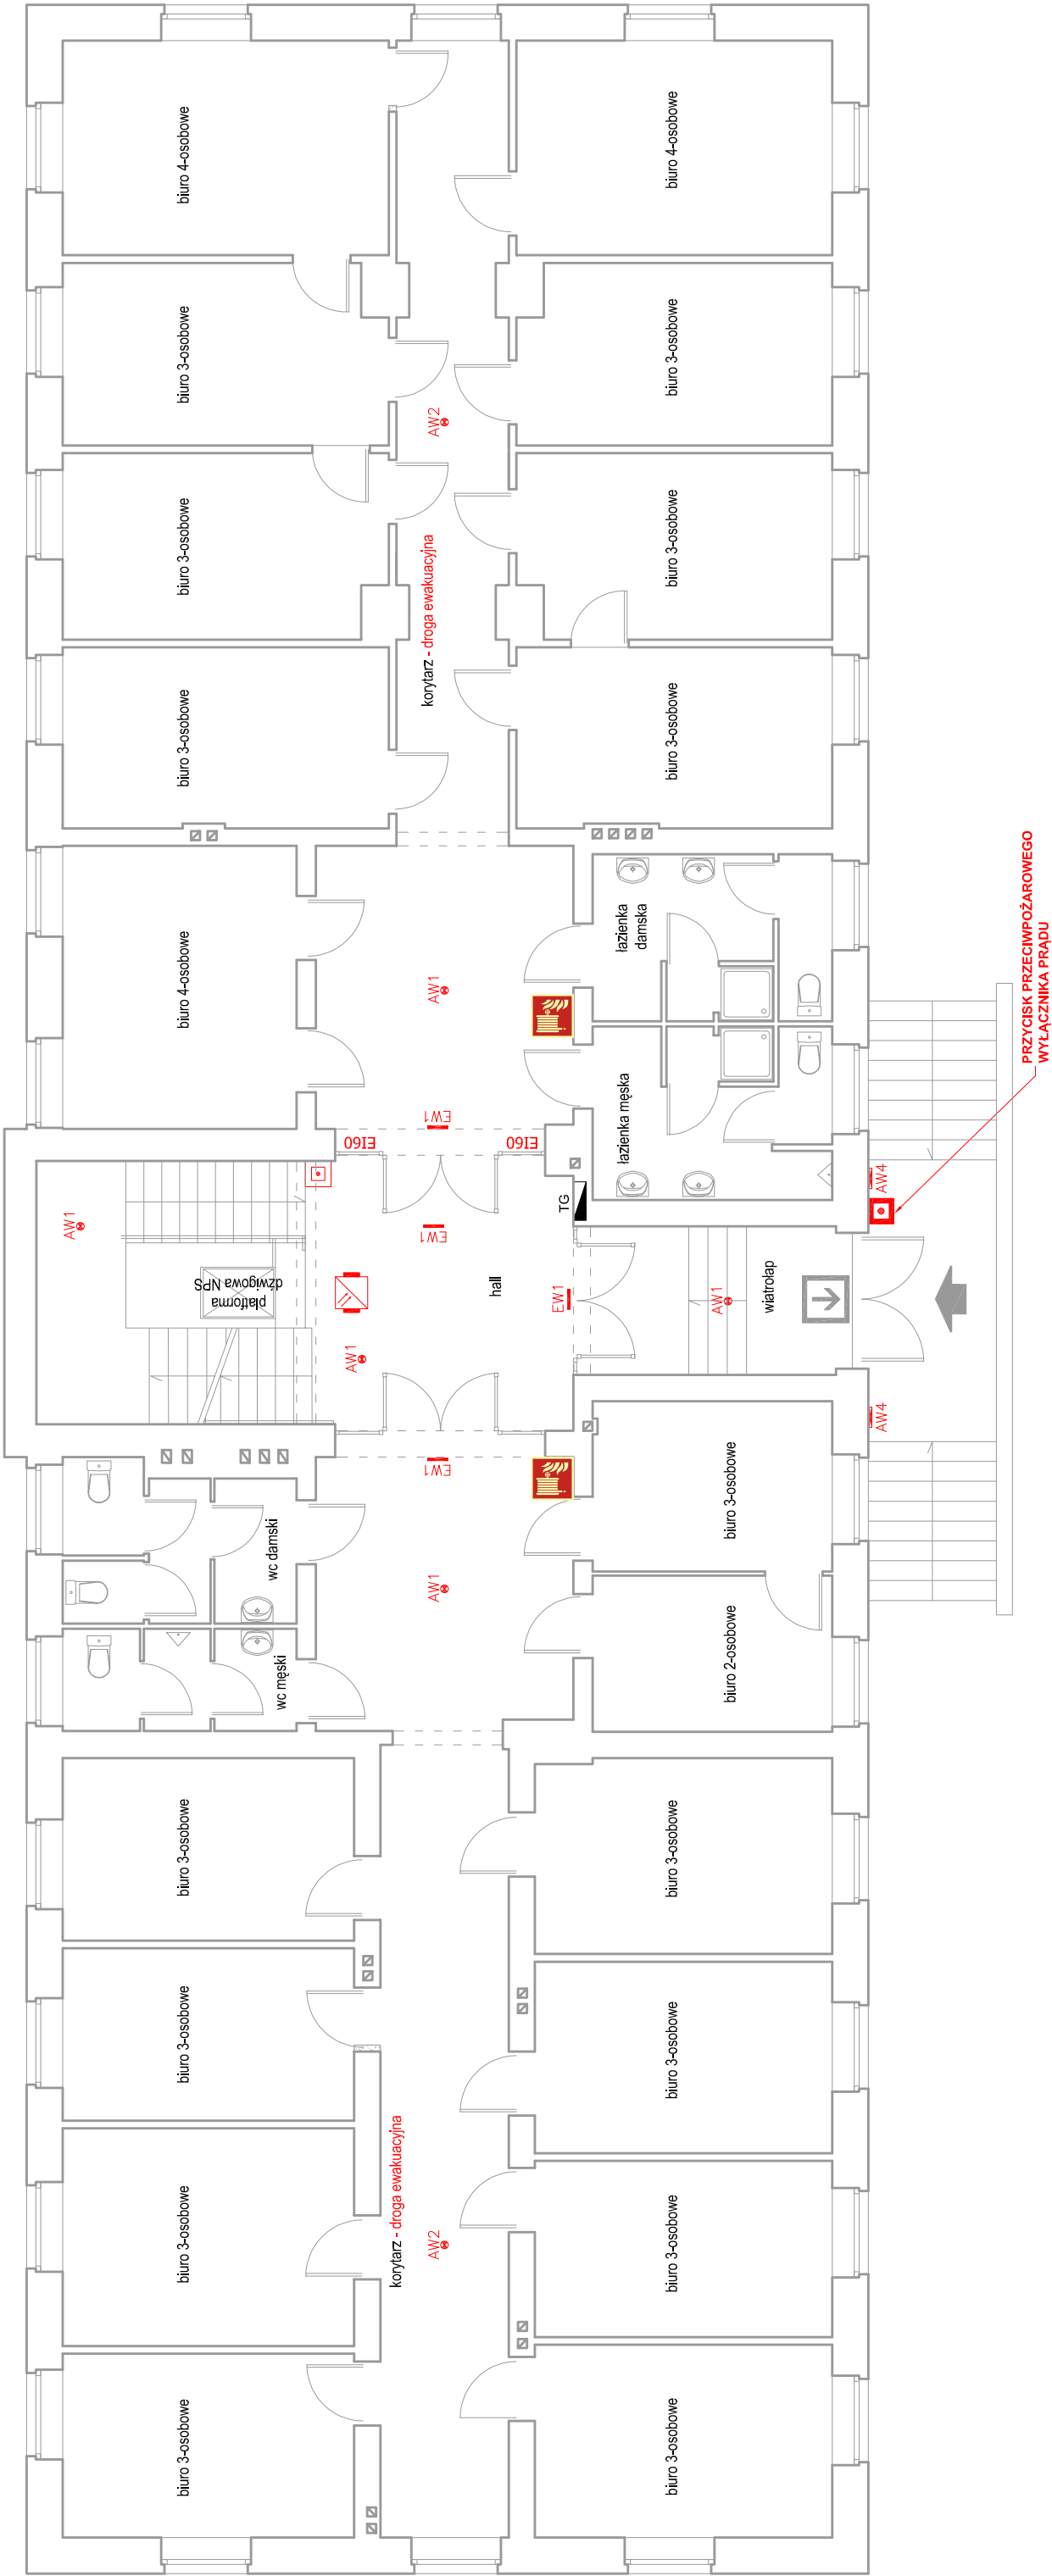 biuro 4-osobowe
biuro 4-osobowe
biuro 3-osobowe
biuro 3-osobowe
AW2
biuro 3-osobowe
biuro 3-osobowe
korytarz - droga ewakuacyjna
biuro 3-osobowe
biuro 3-osobowe
biuro 4-osobowe
AW1
łazienka
damska
PRZYCISK PRZECIWPOŻAROWEGO
WYŁĄCZNIKA PRĄDU
EW1
EI60
EI60
łazienka męska
AW1
TG
AW4
EW1
platforma
dźwigowa NPS
hall
EW1
AW1
wiatrołap
AW1
AW4
EW1
biuro 3-osobowe
wc damski
AW1
wc męski
biuro 2-osobowe
biuro 3-osobowe
biuro 3-osobowe
biuro 3-osobowe
biuro 3-osobowe
korytarz - droga ewakuacyjna
biuro 3-osobowe
AW2
biuro 3-osobowe
biuro 3-osobowe
biuro 3-osobowe